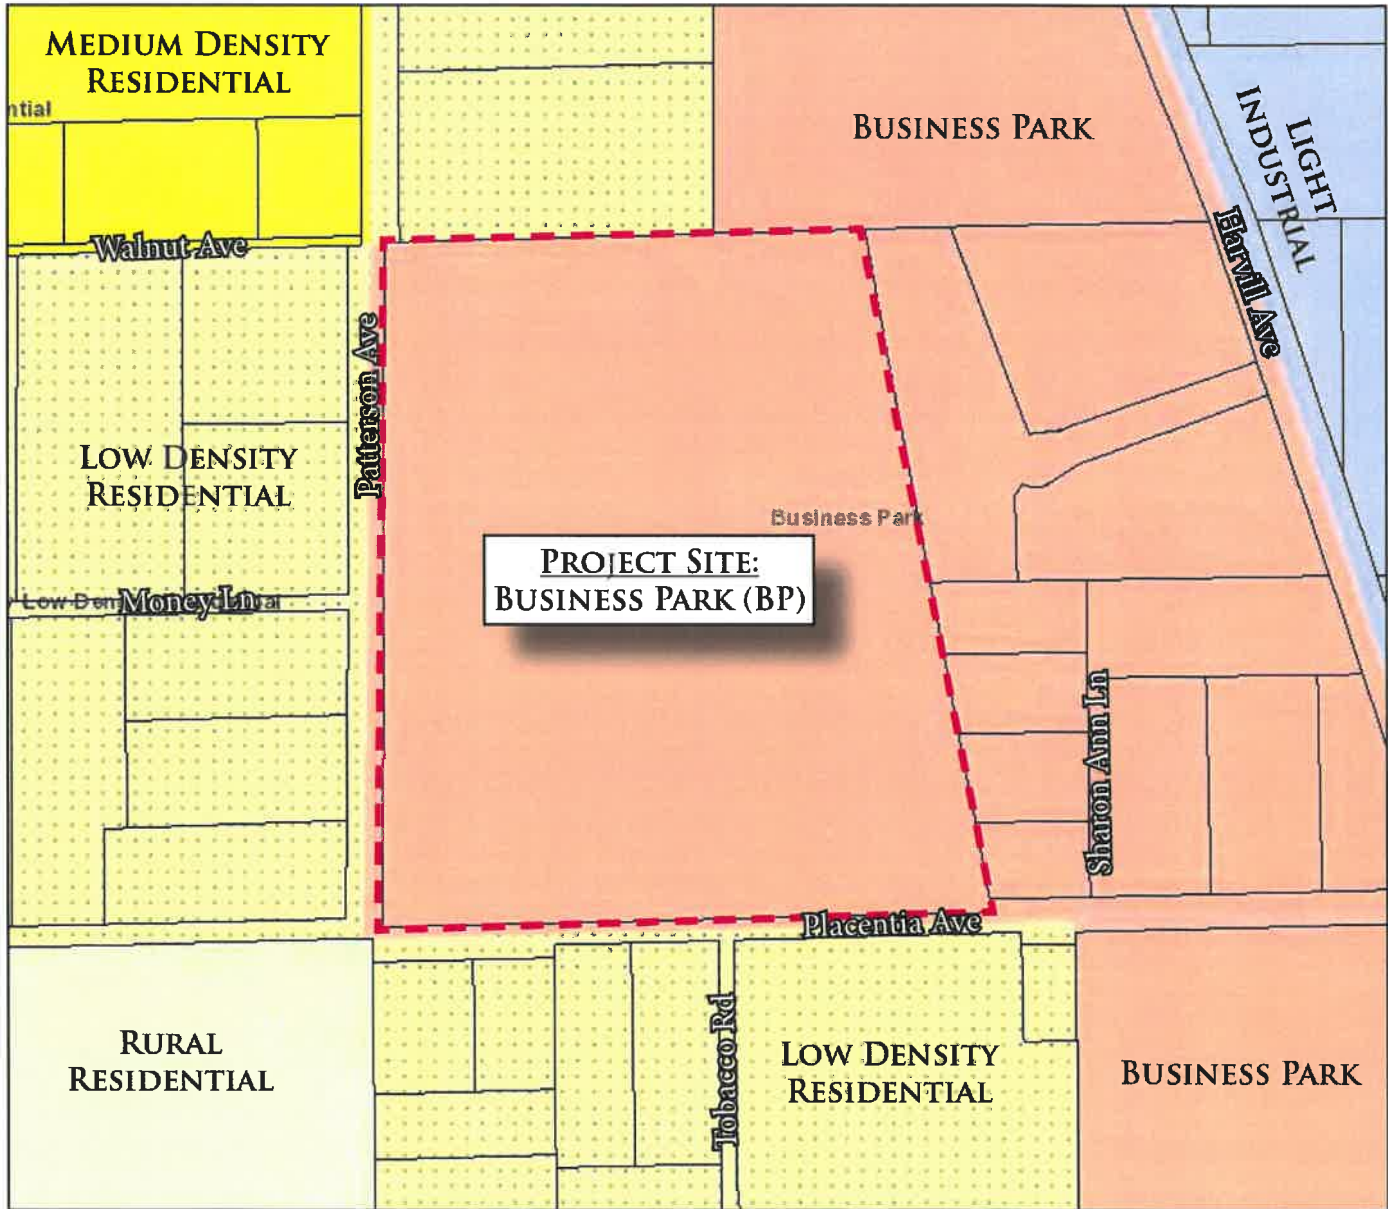 MEDIUM DENSITY
RESIDENTIAL
ntial
BUSINESS PARK
LIGHT
INDUSTRIAL
Walnut Ave
Harvill Ave
Patterson Ave
LOW DENSITY
RESIDENTIAL
Business Park
PROJECT SITE:
BUSINESS PARK (BP)
Money Ln
Sharon Ann Ln
Placentia Ave
RURAL
RESIDENTIAL
Tobacco Rd
LOW DENSITY
RESIDENTIAL
BUSINESS PARK